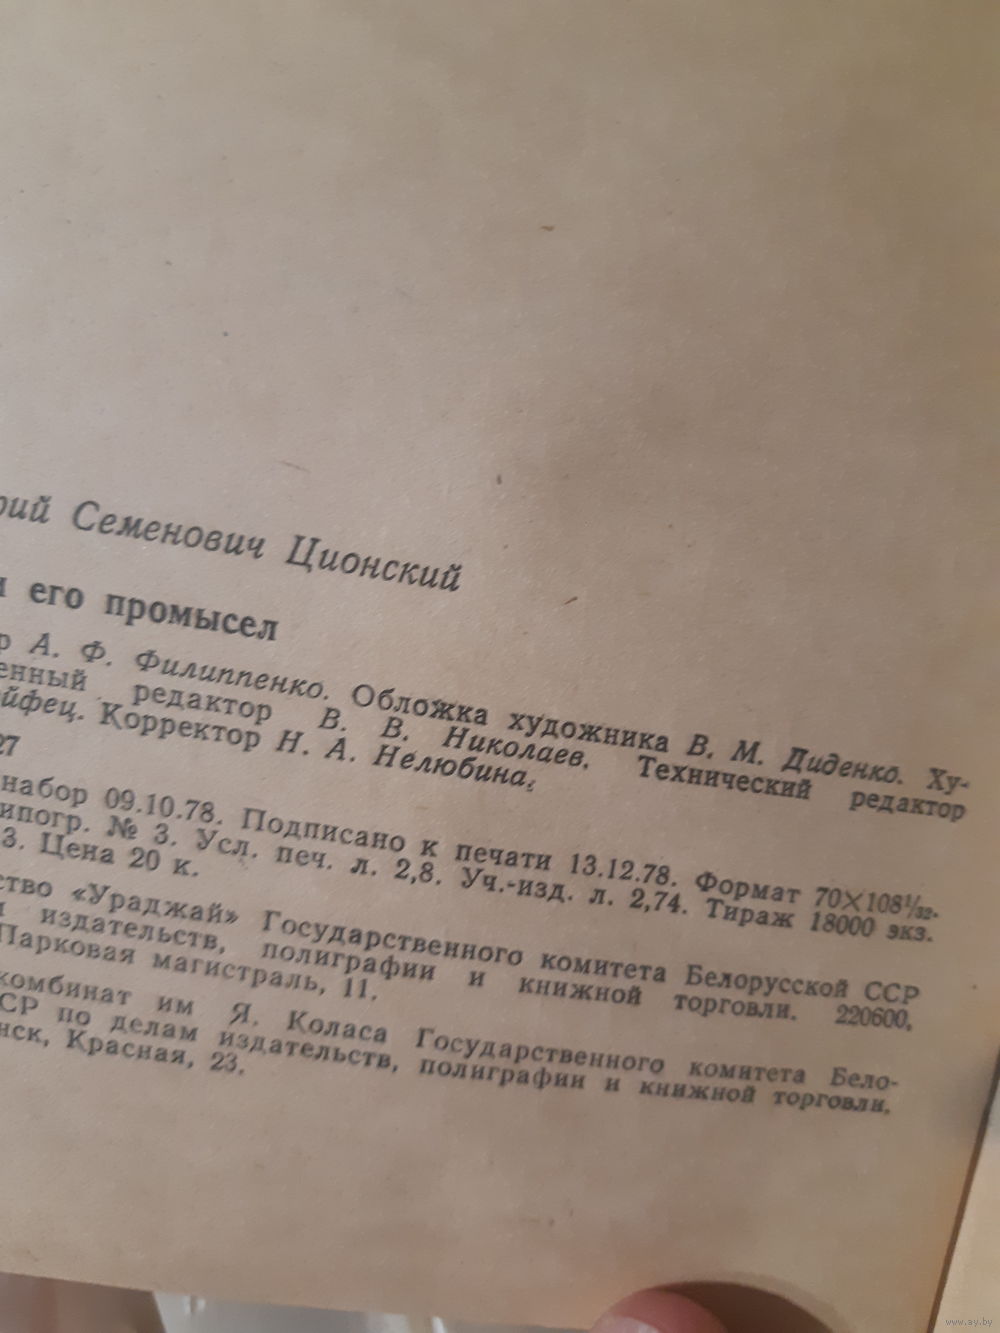 рий Семенович Ционский
и его промысел
р А. Ф. Филиппенко. Обложка художника В. М. Диденко. Ху-
енный редактор В. В. Николаев. Технический редактор
йфец. Корректор Н. А. Нелюбина.
27
набор 09.10.78. Подписано к печати 13.12.78. Формат 70×108¹/₃₂.
ипогр. № 3. Усл. печ. л. 2,8. Уч.-изд. л. 2,74. Тираж 18000 экз.
3. Цена 20 к.
ство «Ураджай» Государственного комитета Белорусской ССР
издательств, полиграфии и книжной торговли. 220600,
Парковая магистраль, 11.
комбинат им Я. Коласа Государственного комитета Бело-
СР по делам издательств, полиграфии и книжной торговли.
нск, Красная, 23.
www.ay.by